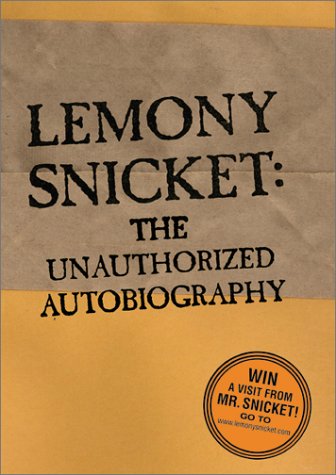 LEMONY
SNICKET:
THE
UNAUTHORIZED
AUTOBIOGRAPHY
WIN
A VISIT FROM
MR. SNICKET!
GO TO
www.lemonysnicket.com